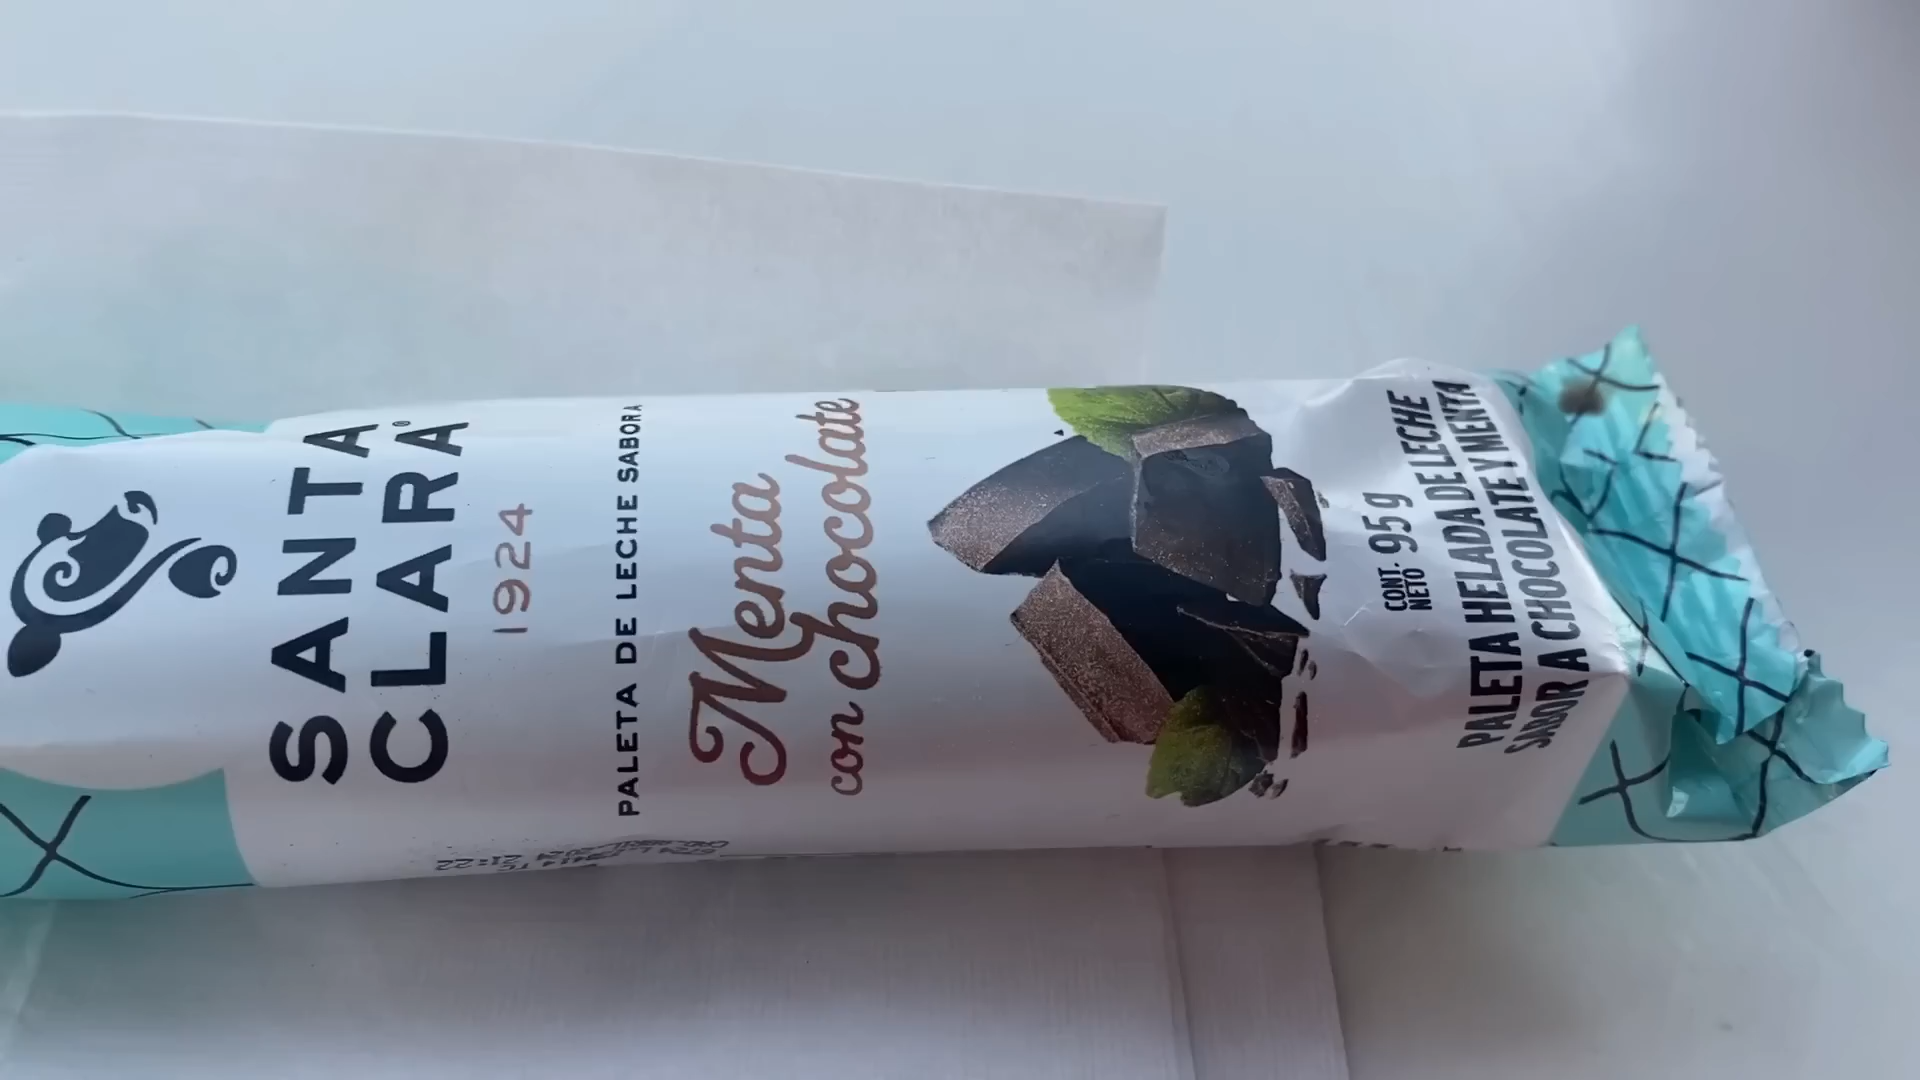 SANTA
CLARA®
1924
PALETA DE LECHE SABOR A
Menta
con chocolate
CONT.
NETO 95 g
PALETA HELADA DE LECHE
SABOR A CHOCOLATE Y MENTA